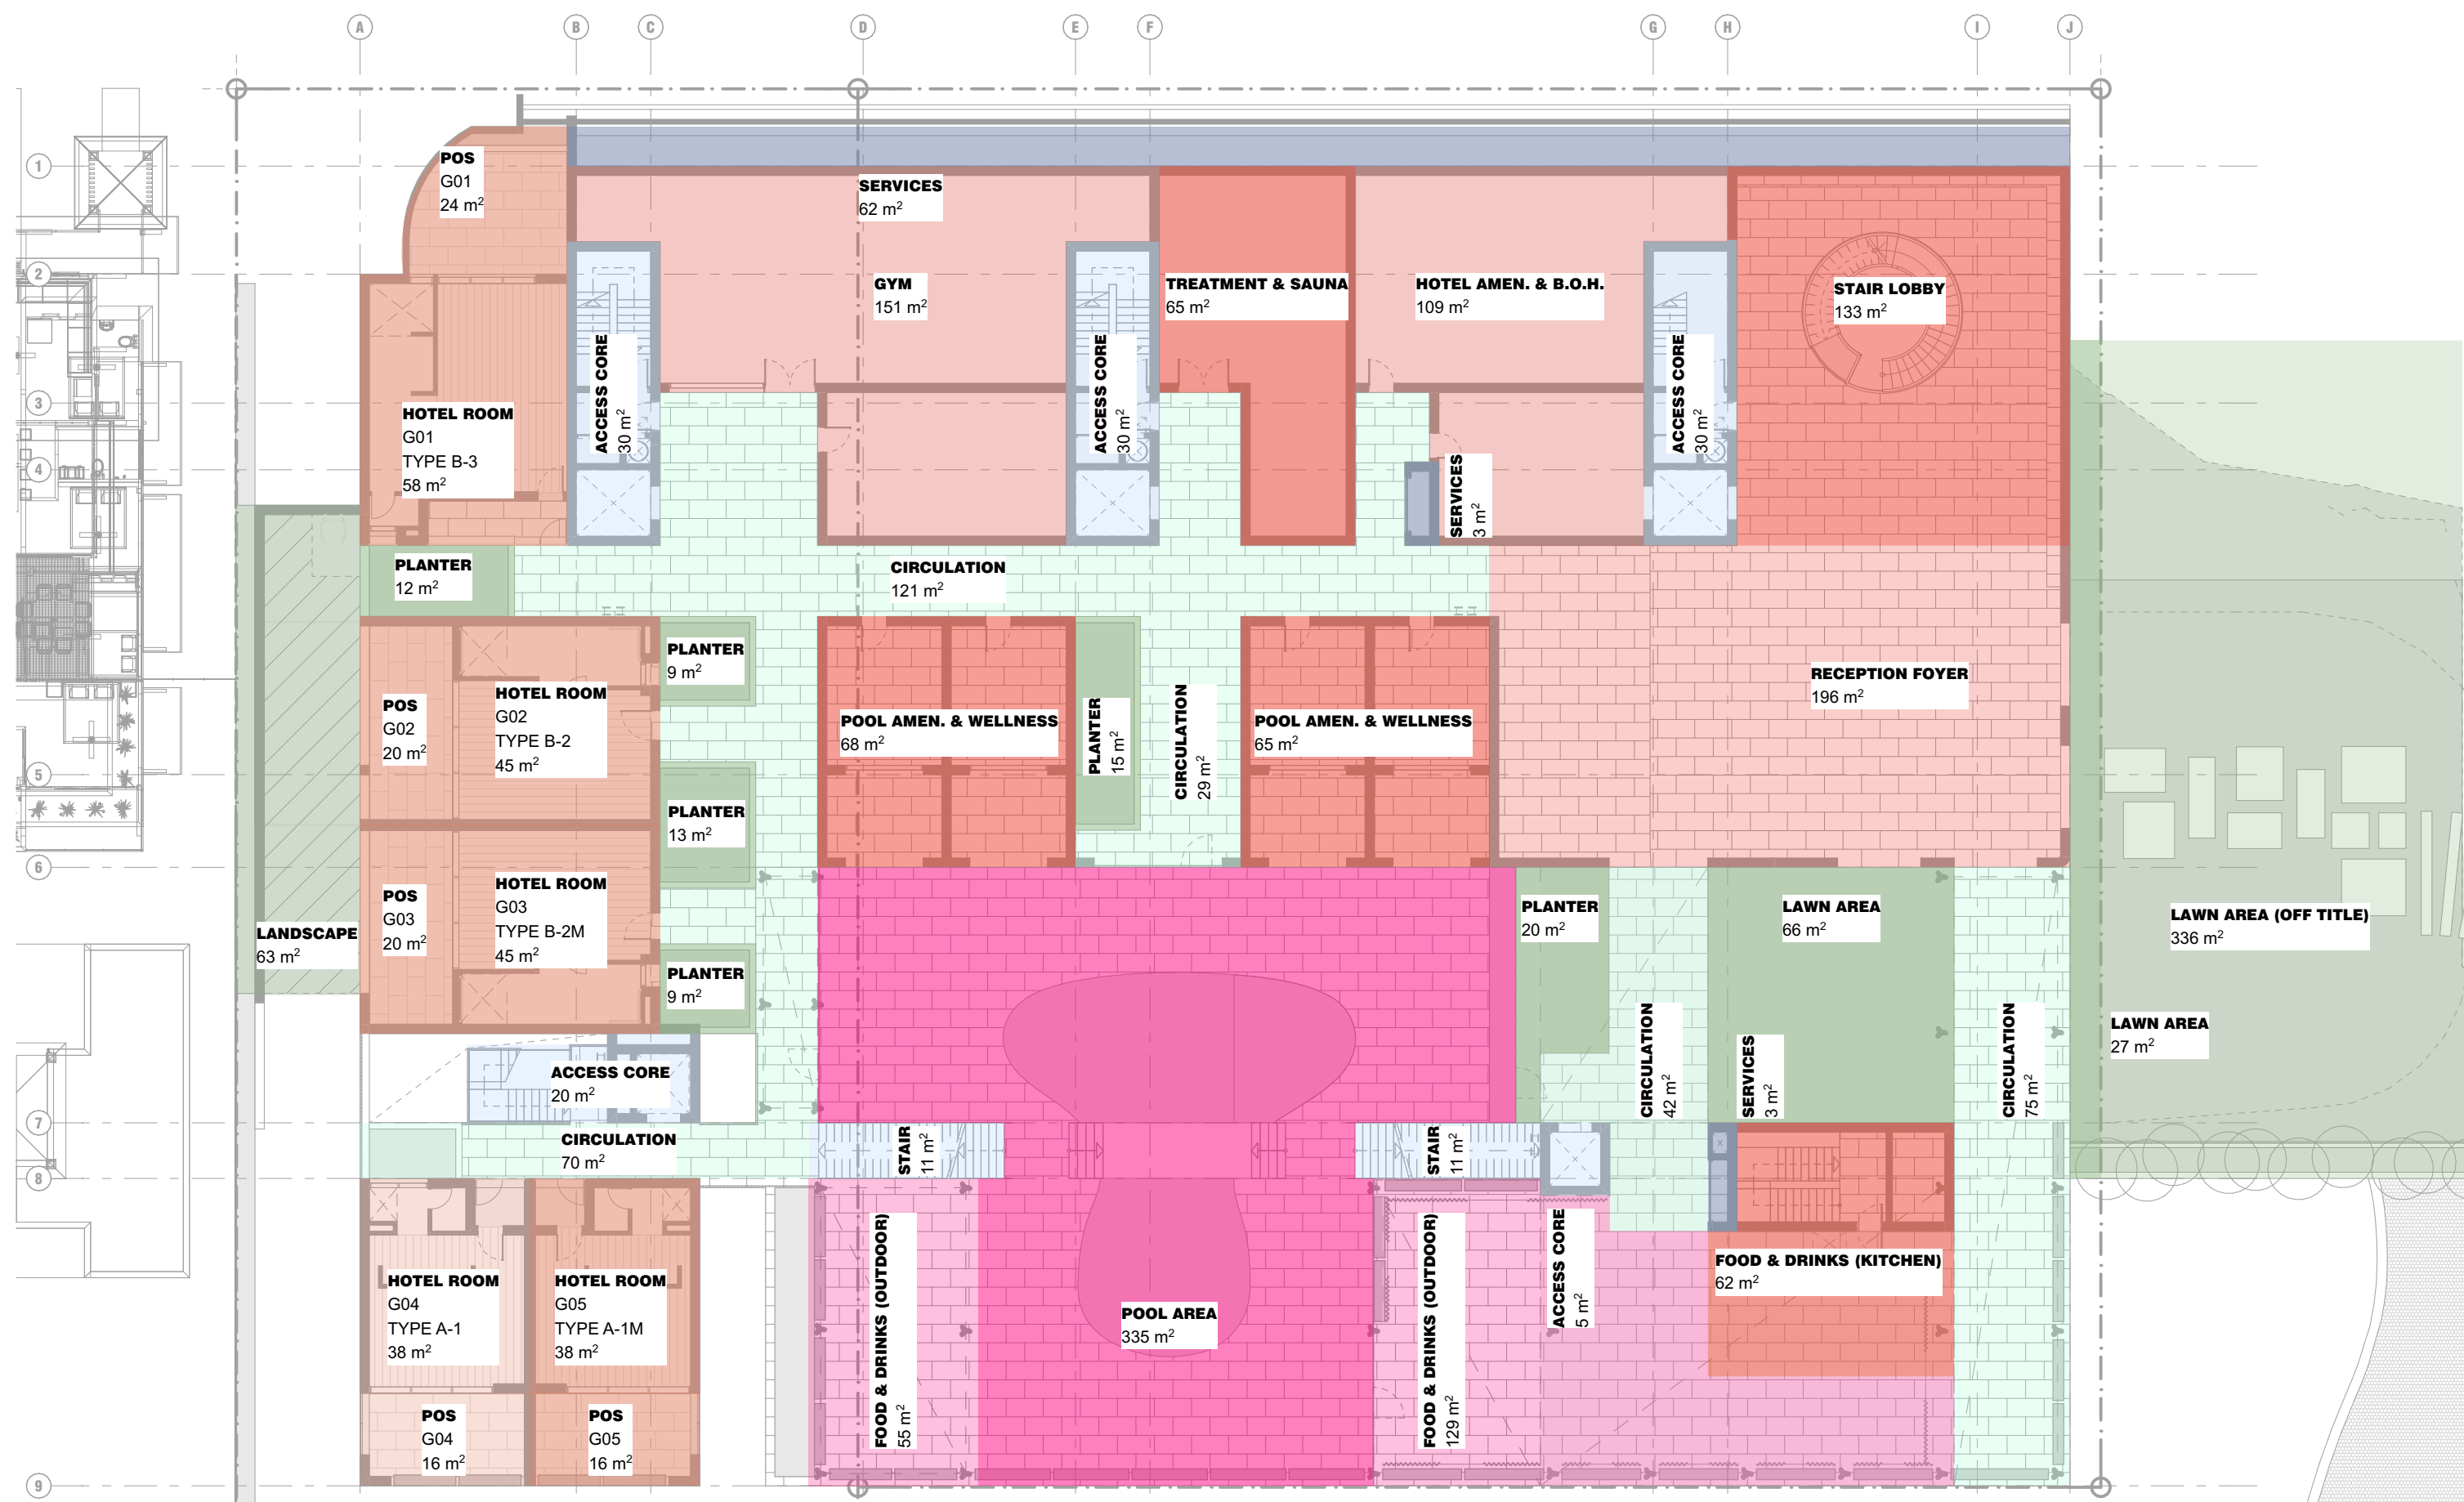 A
B
C
D
E
F
G
H
I
J
1
2
3
4
5
6
7
8
9
POS
G01
24 m²
SERVICES
62 m²
GYM
151 m²
TREATMENT & SAUNA
65 m²
HOTEL AMEN. & B.O.H.
109 m²
STAIR LOBBY
133 m²
ACCESS CORE
30 m²
ACCESS CORE
30 m²
ACCESS CORE
30 m²
HOTEL ROOM
G01
TYPE B-3
58 m²
SERVICES
3 m²
PLANTER
12 m²
CIRCULATION
121 m²
PLANTER
9 m²
RECEPTION FOYER
196 m²
POS
G02
20 m²
HOTEL ROOM
G02
TYPE B-2
45 m²
POOL AMEN. & WELLNESS
68 m²
PLANTER
15 m²
CIRCULATION
29 m²
POOL AMEN. & WELLNESS
65 m²
PLANTER
13 m²
POS
G03
20 m²
HOTEL ROOM
G03
TYPE B-2M
45 m²
LANDSCAPE
63 m²
PLANTER
9 m²
PLANTER
20 m²
LAWN AREA
66 m²
LAWN AREA (OFF TITLE)
336 m²
CIRCULATION
42 m²
SERVICES
3 m²
CIRCULATION
75 m²
LAWN AREA
27 m²
ACCESS CORE
20 m²
CIRCULATION
70 m²
STAIR
11 m²
STAIR
11 m²
HOTEL ROOM
G04
TYPE A-1
38 m²
HOTEL ROOM
G05
TYPE A-1M
38 m²
FOOD & DRINKS (OUTDOOR)
55 m²
POOL AREA
335 m²
FOOD & DRINKS (OUTDOOR)
129 m²
ACCESS CORE
5 m²
FOOD & DRINKS (KITCHEN)
62 m²
POS
G04
16 m²
POS
G05
16 m²